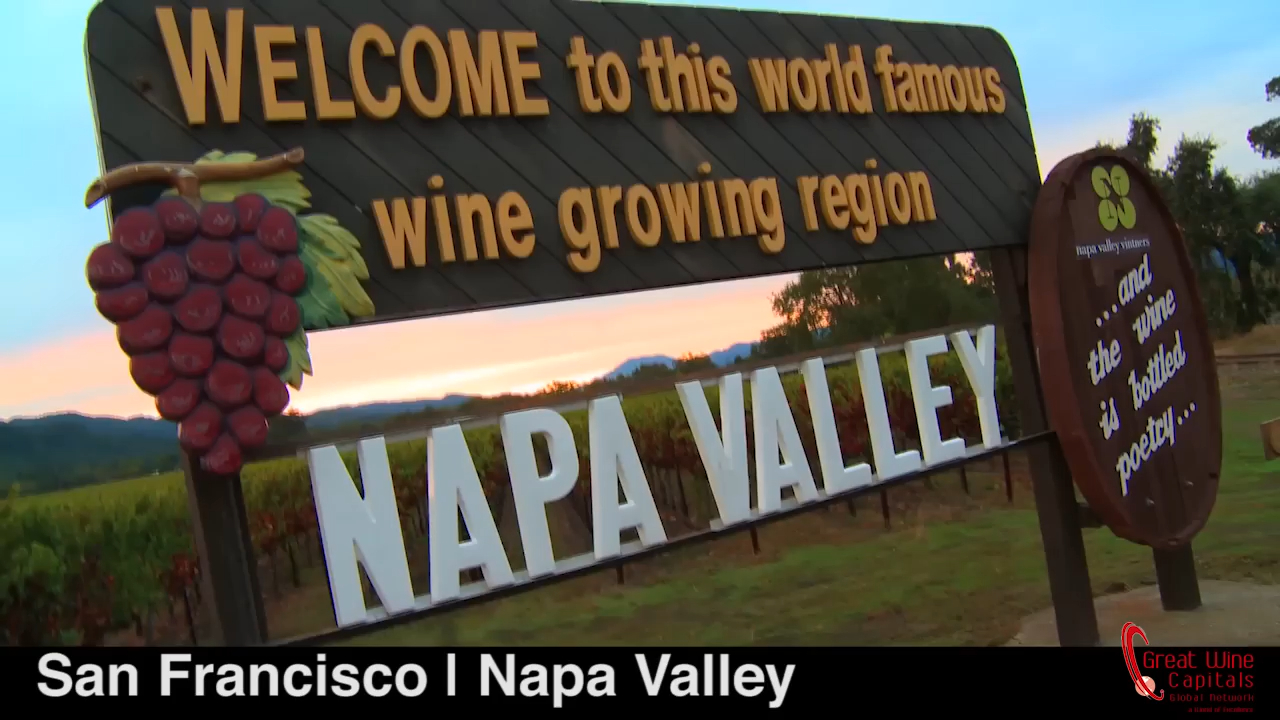 WELCOME to this world famous
wine growing region
NAPA VALLEY
napa valley vintners
...and
the wine
is bottled
poetry...
San Francisco | Napa Valley
Great Wine
Capitals
Global Network